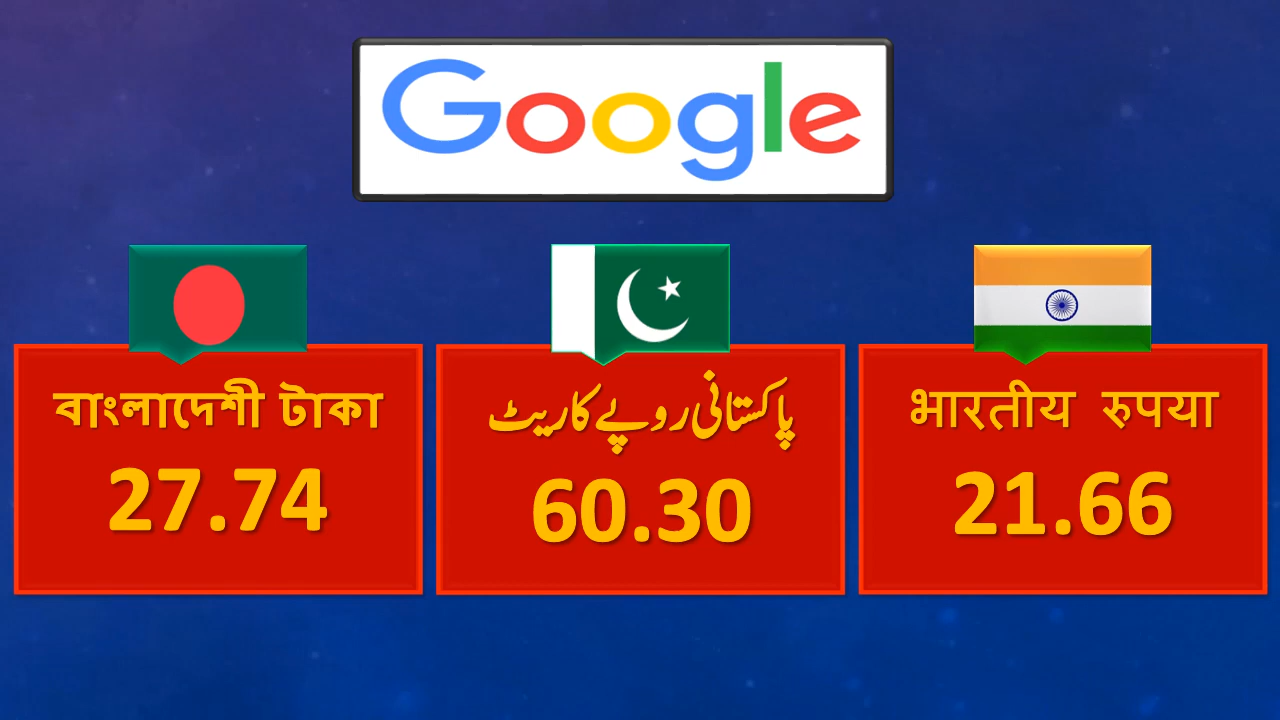 Google
বাংলাদেশী টাকা
27.74
پاکستانی روپے کا ریٹ
60.30
भारतीय रुपया
21.66